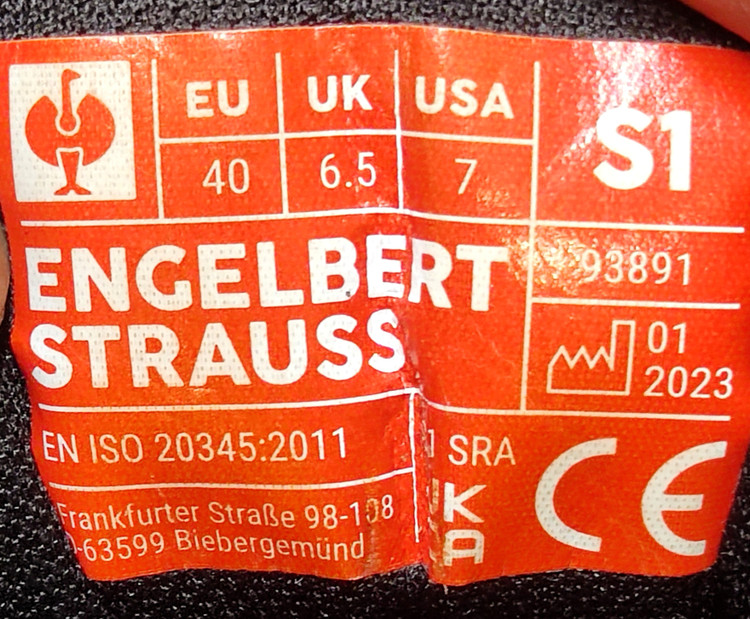 EU UK USA S1
40 6.5 7
ENGELBERT
STRAUSS
93891
01
2023
EN ISO 20345:2011
SRA
CE
Frankfurter Straße 98-108
-63599 Biebergemünd
K
A